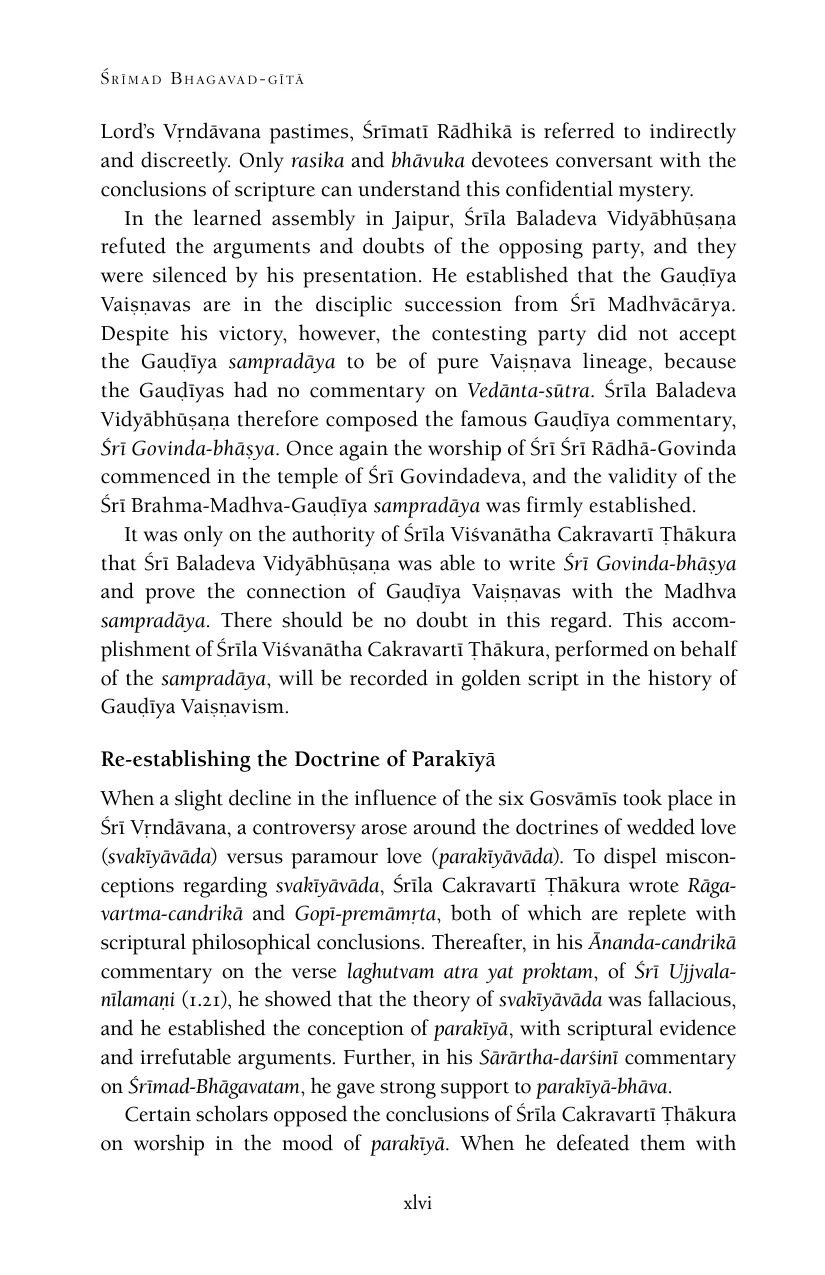 Śrīmad Bhagavad-gītā
Lord’s Vṛndāvana pastimes, Śrīmatī Rādhikā is referred to indirectly
and discreetly. Only rasika and bhāvuka devotees conversant with the
conclusions of scripture can understand this confidential mystery.
In the learned assembly in Jaipur, Śrīla Baladeva Vidyābhūṣaṇa
refuted the arguments and doubts of the opposing party, and they
were silenced by his presentation. He established that the Gauḍīya
Vaiṣṇavas are in the disciplic succession from Śrī Madhvācārya.
Despite his victory, however, the contesting party did not accept
the Gauḍīya sampradāya to be of pure Vaiṣṇava lineage, because
the Gauḍīyas had no commentary on Vedānta-sūtra. Śrīla Baladeva
Vidyābhūṣaṇa therefore composed the famous Gauḍīya commentary,
Śrī Govinda-bhāṣya. Once again the worship of Śrī Śrī Rādhā-Govinda
commenced in the temple of Śrī Govindadeva, and the validity of the
Śrī Brahma-Madhva-Gauḍīya sampradāya was firmly established.
It was only on the authority of Śrīla Viśvanātha Cakravartī Ṭhākura
that Śrī Baladeva Vidyābhūṣaṇa was able to write Śrī Govinda-bhāṣya
and prove the connection of Gauḍīya Vaiṣṇavas with the Madhva
sampradāya. There should be no doubt in this regard. This accom-
plishment of Śrīla Viśvanātha Cakravartī Ṭhākura, performed on behalf
of the sampradāya, will be recorded in golden script in the history of
Gauḍīya Vaiṣṇavism.
Re-establishing the Doctrine of Parakīyā
When a slight decline in the influence of the six Gosvāmīs took place in
Śrī Vṛndāvana, a controversy arose around the doctrines of wedded love
(svakīyāvāda) versus paramour love (parakīyāvāda). To dispel miscon-
ceptions regarding svakīyāvāda, Śrīla Cakravartī Ṭhākura wrote Rāga-
vartma-candrikā and Gopī-premāmṛta, both of which are replete with
scriptural philosophical conclusions. Thereafter, in his Ānanda-candrikā
commentary on the verse laghutvam atra yat proktam, of Śrī Ujjvala-
nīlamaṇi (1.21), he showed that the theory of svakīyāvāda was fallacious,
and he established the conception of parakīyā, with scriptural evidence
and irrefutable arguments. Further, in his Sārārtha-darśinī commentary
on Śrīmad-Bhāgavatam, he gave strong support to parakīyā-bhāva.
Certain scholars opposed the conclusions of Śrīla Cakravartī Ṭhākura
on worship in the mood of parakīyā. When he defeated them with
xlvi